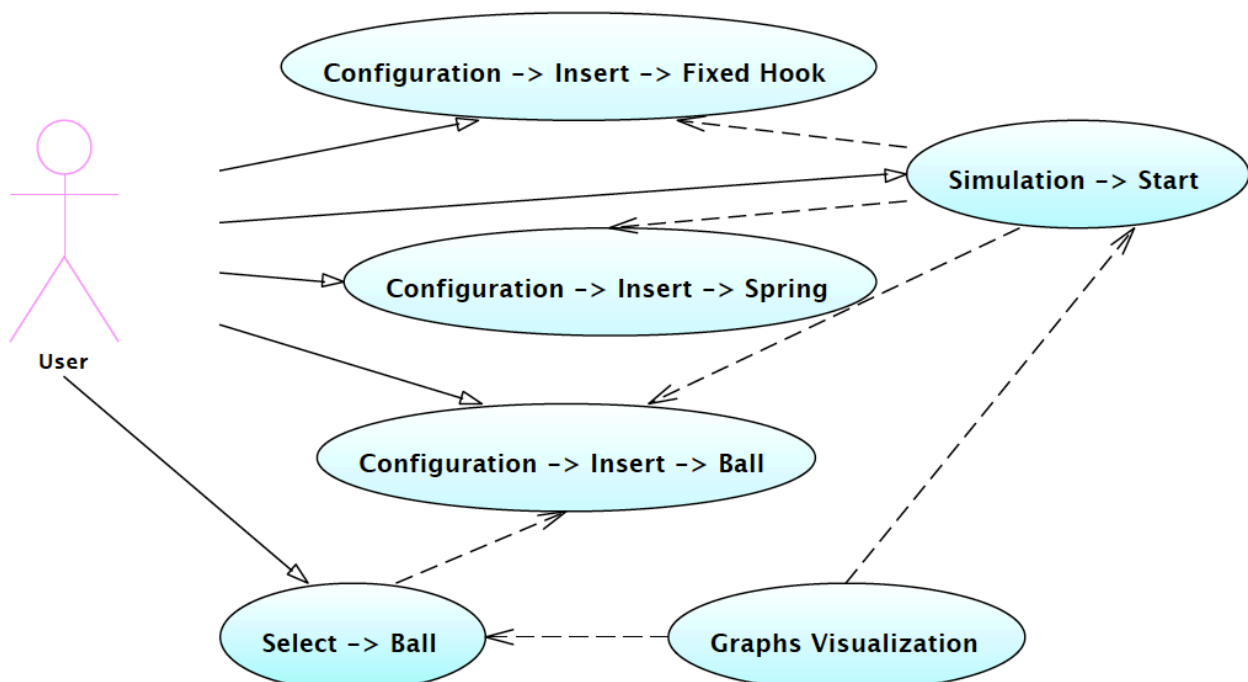 Configuration -> Insert -> Fixed Hook
Simulation -> Start
Configuration -> Insert -> Spring
User
Configuration -> Insert -> Ball
Select -> Ball
Graphs Visualization